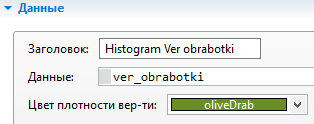 Данные
Заголовок: Histogram Ver obrabotki
Данные: ver_obrabotki
Цвет плотности вер-ти: oliveDrab